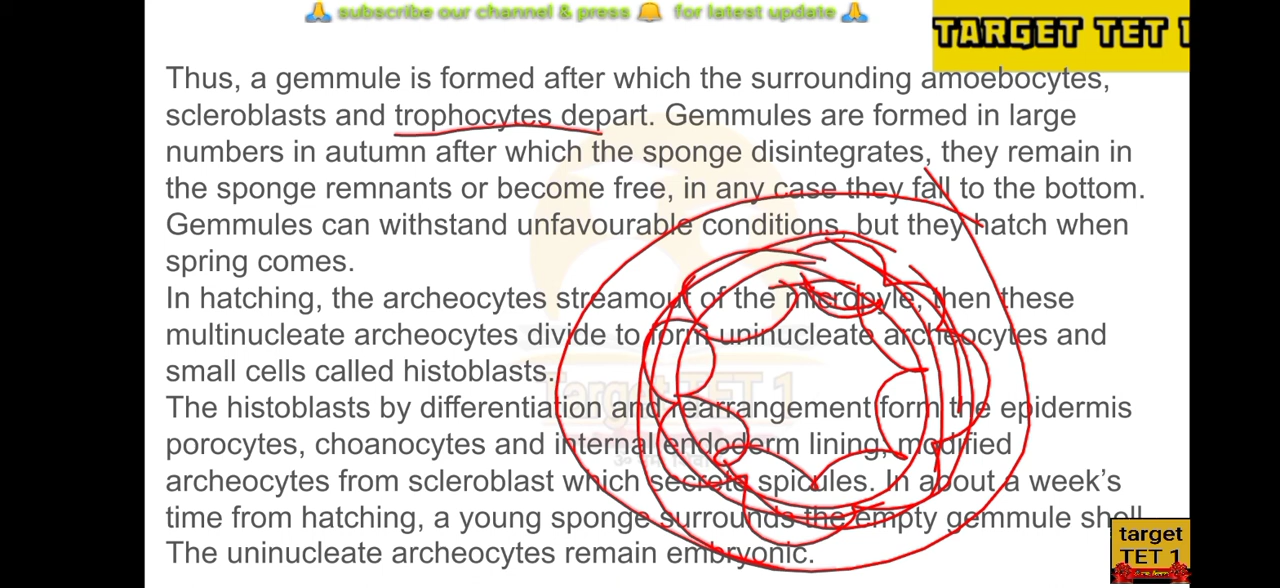 🙏 subscribe our channel & press 🔔 for latest update 🙏
TARGET TET 1
Thus, a gemmule is formed after which the surrounding amoebocytes,
scleroblasts and trophocytes depart. Gemmules are formed in large
numbers in autumn after which the sponge disintegrates, they remain in
the sponge remnants or become free, in any case they fall to the bottom.
Gemmules can withstand unfavourable conditions, but they hatch when
spring comes.
In hatching, the archeocytes streamout of the micropyle, then these
multinucleate archeocytes divide to form uninucleate archeocytes and
small cells called histoblasts.
Target TET 1
The histoblasts by differentiation and rearrangement form the epidermis
porocytes, choanocytes and internal endoderm lining, modified
archeocytes from scleroblast which secrete spicules. In about a week's
time from hatching, a young sponge surrounds the empty gemmule shell.
The uninucleate archeocytes remain embryonic.
target
TET 1